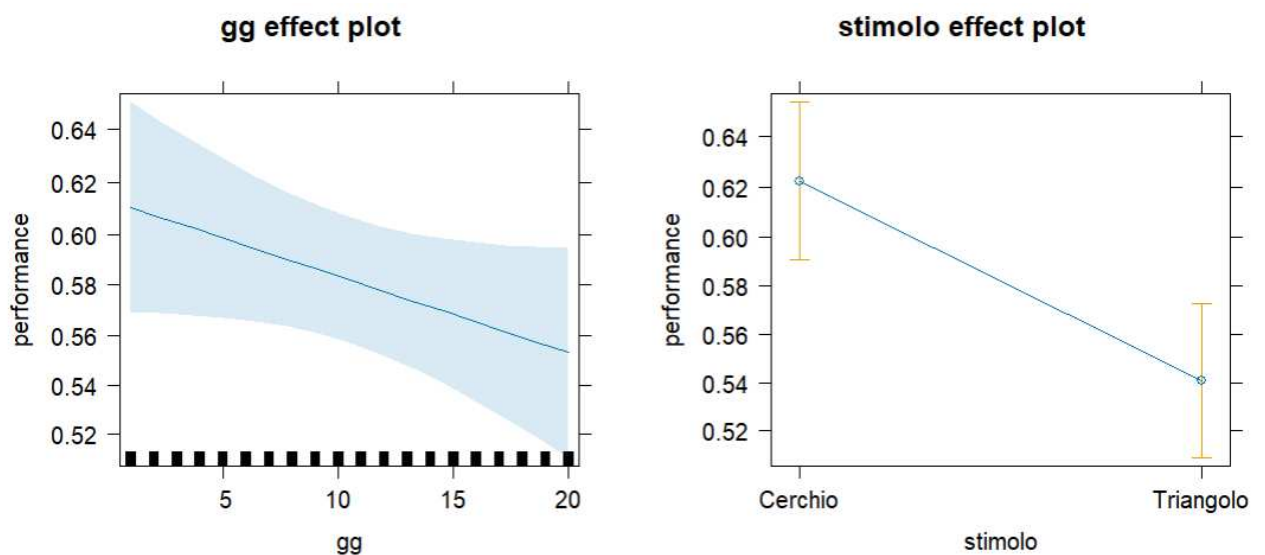 gg effect plot
performance
0.64
0.62
0.60
0.58
0.56
0.54
0.52
5 10 15 20
gg
stimolo effect plot
performance
0.64
0.62
0.60
0.58
0.56
0.54
0.52
Cerchio Triangolo
stimolo